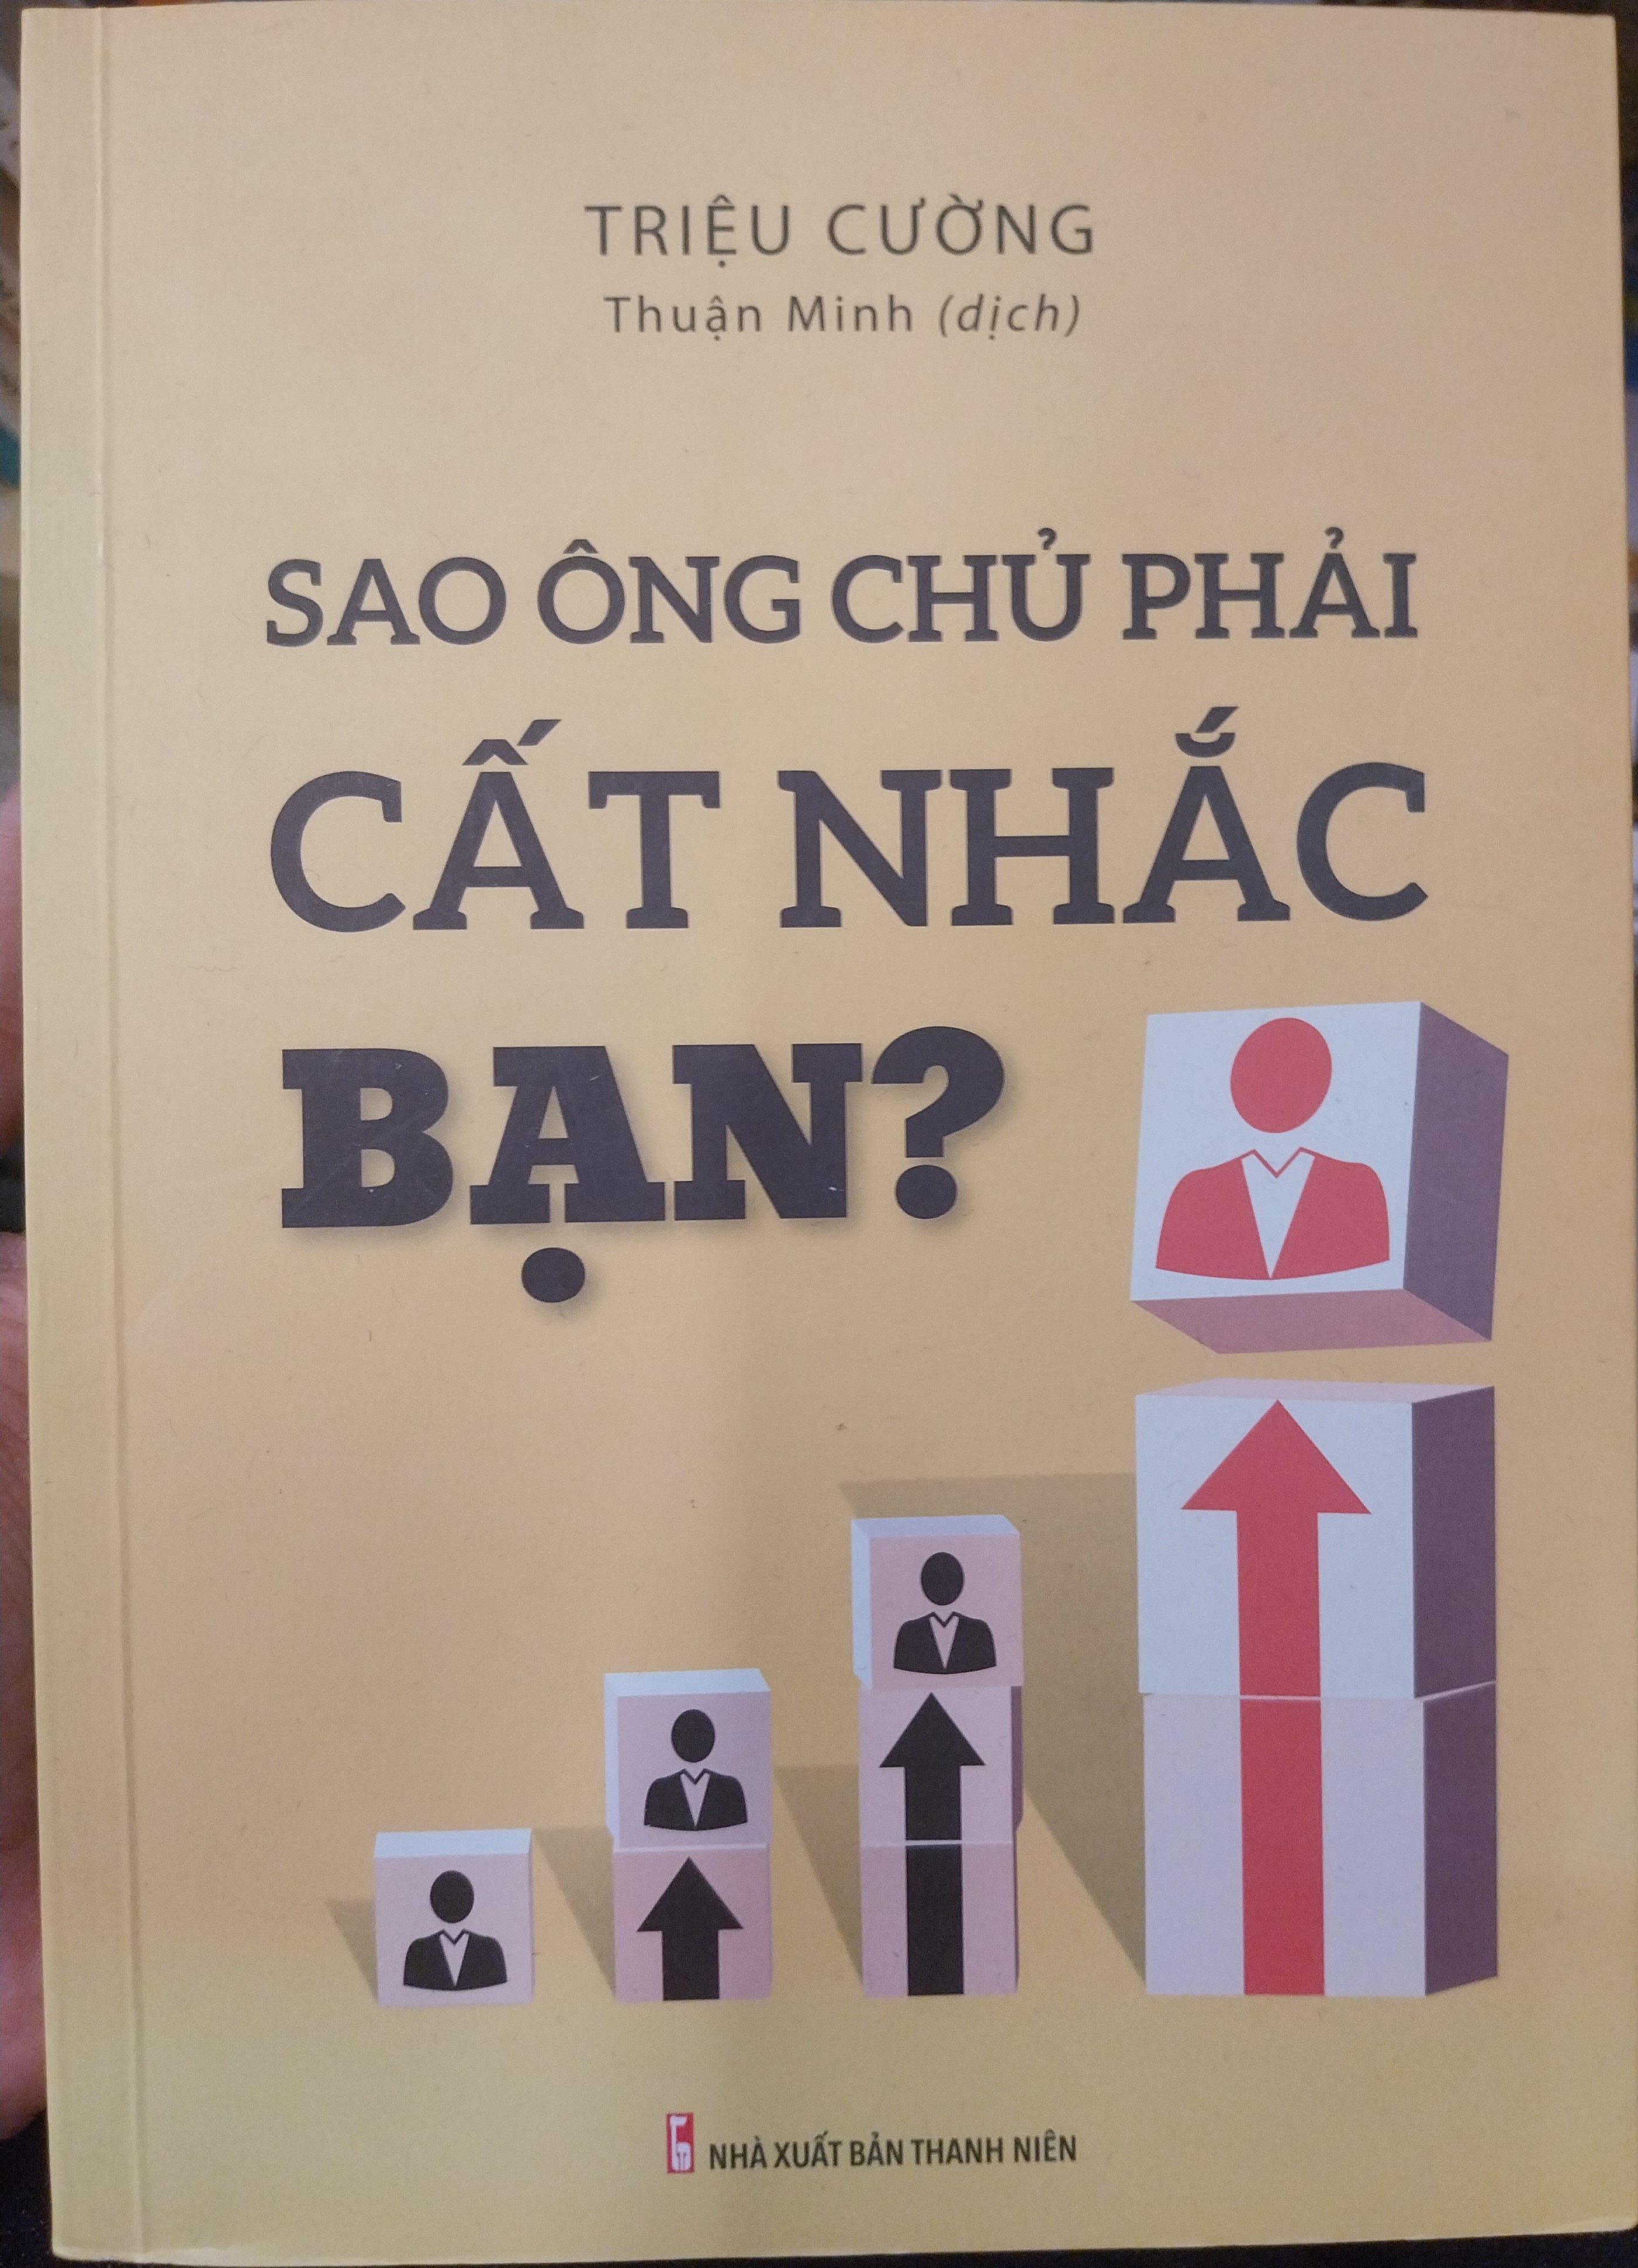 TRIỆU CƯỜNG
Thuận Minh (dịch)
SAO ÔNG CHỦ PHẢI
CẤT NHẮC
BẠN?
NHÀ XUẤT BẢN THANH NIÊN